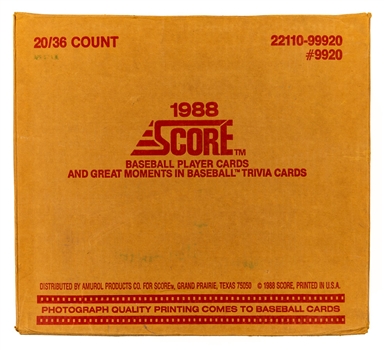 20/36 COUNT
22110-99920
#9920
1988
SCORE™
BASEBALL PLAYER CARDS
AND GREAT MOMENTS IN BASEBALL™ TRIVIA CARDS
DISTRIBUTED BY AMUROL PRODUCTS CO. FOR SCORE®, GRAND PRAIRIE, TEXAS 75050 © 1988 SCORE, PRINTED IN U.S.A.
PHOTOGRAPH QUALITY PRINTING COMES TO BASEBALL CARDS